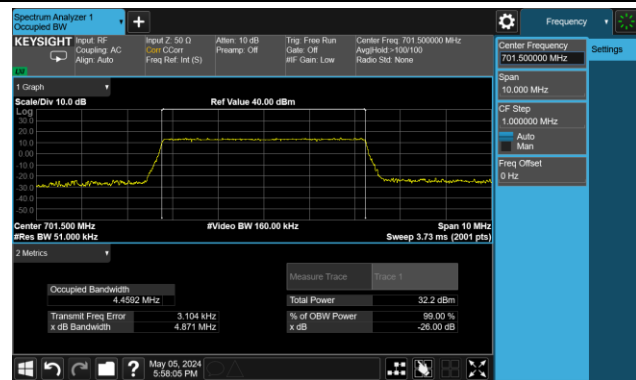 Spectrum Analyzer 1
Occupied BW
Frequency
KEYSIGHT
Input: RF
Coupling: AC
Align: Auto
Input Z: 50 Ω
Corr CCorr
Freq Ref: Int (S)
Atten: 10 dB
Preamp: Off
Trig: Free Run
Gate: Off
#IF Gain: Low
Center Freq: 701.500000 MHz
Avg|Hold:>100/100
Radio Std: None
Center Frequency
701.500000 MHz
Settings
Span
10.000 MHz
CF Step
1.000000 MHz
Auto
Man
Freq Offset
0 Hz
1 Graph
Scale/Div 10.0 dB
Ref Value 40.00 dBm
Log
30.0
20.0
10.0
0.00
-10.0
-20.0
-30.0
-40.0
-50.0
Center 701.500 MHz
#Video BW 160.00 kHz
Span 10 MHz
#Res BW 51.000 kHz
Sweep 3.73 ms (2001 pts)
2 Metrics
Measure Trace
Trace 1
Occupied Bandwidth
4.4592 MHz
Total Power
32.2 dBm
Transmit Freq Error
3.104 kHz
% of OBW Power
99.00 %
x dB Bandwidth
4.871 MHz
x dB
-26.00 dB
May 05, 2024
5:58:05 PM